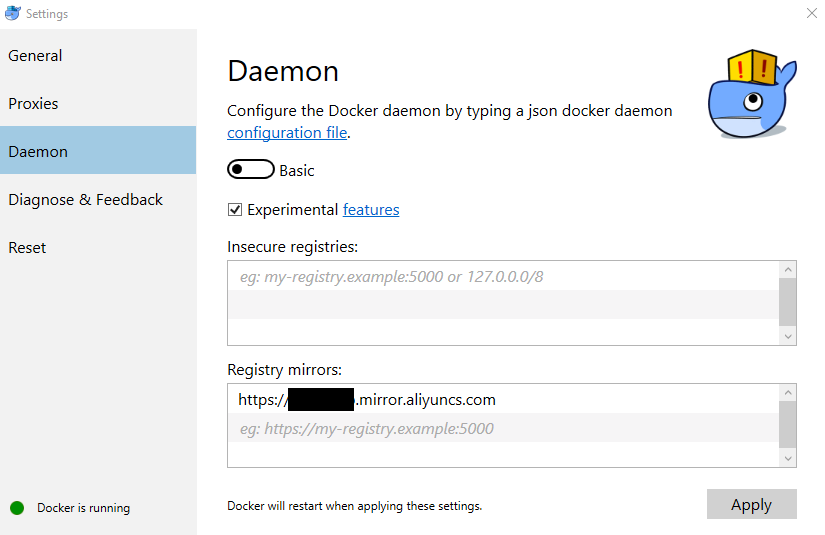 Settings
General
Proxies
Daemon
Diagnose & Feedback
Reset
Docker is running
Daemon
Configure the Docker daemon by typing a json docker daemon
configuration file.
Basic
Experimental features
Insecure registries:
eg: my-registry.example:5000 or 127.0.0.0/8
Registry mirrors:
https://.mirror.aliyuncs.com
eg: https://my-registry.example:5000
Docker will restart when applying these settings.
Apply